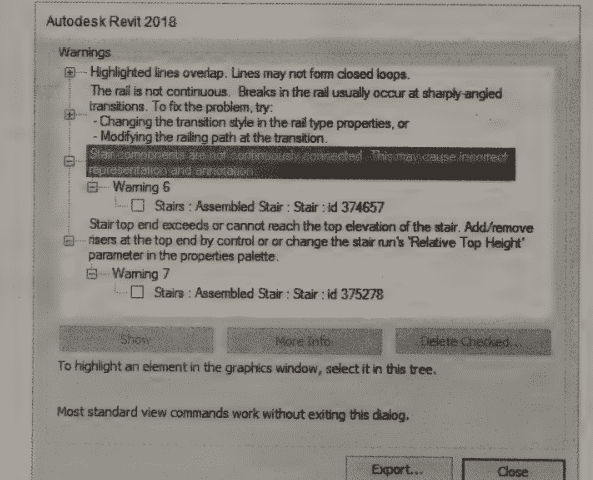 Autodesk Revit 2018
Warnings
Highlighted lines overlap. Lines may not form closed loops.
The rail is not continuous. Breaks in the rail usually occur at sharply-angled
transitions. To fix the problem, try:
- Changing the transition style in the rail type properties, or
- Modifying the railing path at the transition.
Stair components are not continuously connected. This may cause incorrect
representation and annotation.
Warning 6
Stairs : Assembled Stair : Stair : id 374657
Stair top end exceeds or cannot reach the top elevation of the stair. Add/remove
risers at the top end by control or or change the stair run's 'Relative Top Height'
parameter in the properties palette.
Warning 7
Stairs : Assembled Stair : Stair : id 375278
Show More Info Delete Checked...
To highlight an element in the graphics window, select it in this tree.
Most standard view commands work without exiting this dialog.
Export... Close